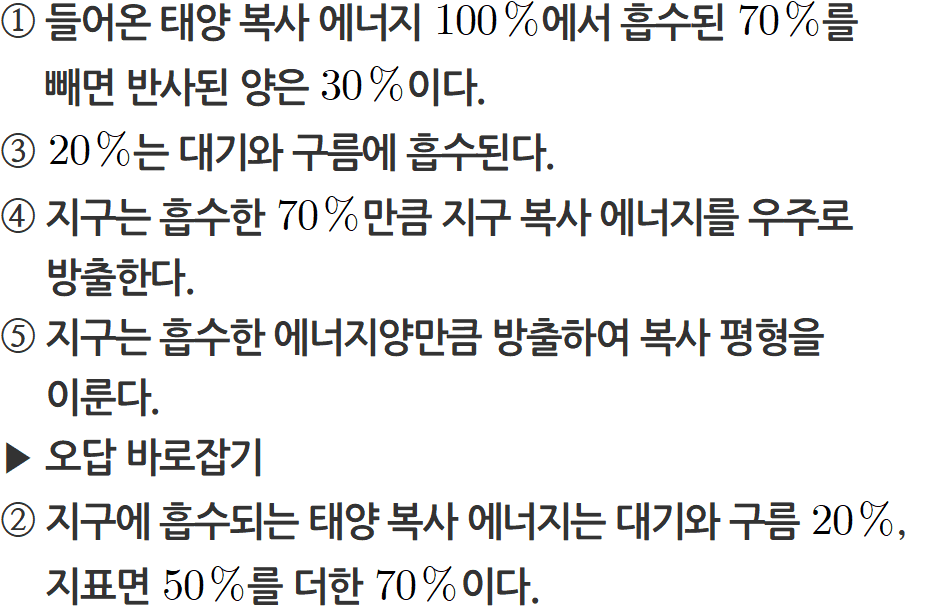 ① 들어온 태양 복사 에너지 100%에서 흡수된 70%를
빼면 반사된 양은 30%이다.
③ 20%는 대기와 구름에 흡수된다.
④ 지구는 흡수한 70%만큼 지구 복사 에너지를 우주로
방출한다.
⑤ 지구는 흡수한 에너지양만큼 방출하여 복사 평형을
이룬다.
▶ 오답 바로잡기
② 지구에 흡수되는 태양 복사 에너지는 대기와 구름 20%,
지표면 50%를 더한 70%이다.